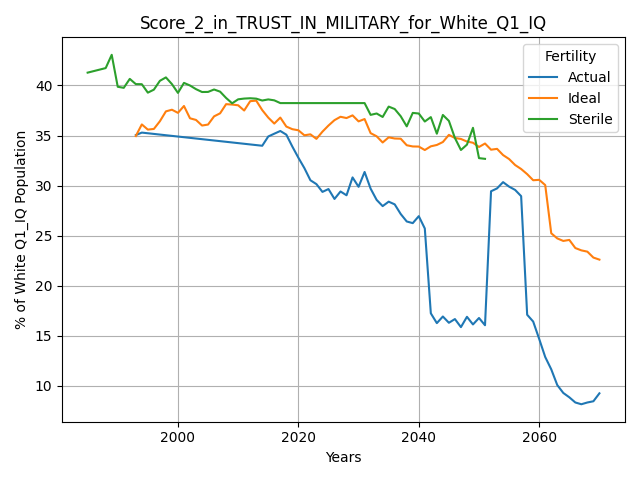 Score_2_in_TRUST_IN_MILITARY_for_White_Q1_IQ
Fertility
Actual
Ideal
Sterile
% of White Q1_IQ Population
40
35
30
25
20
15
10
2000
2020
2040
2060
Years